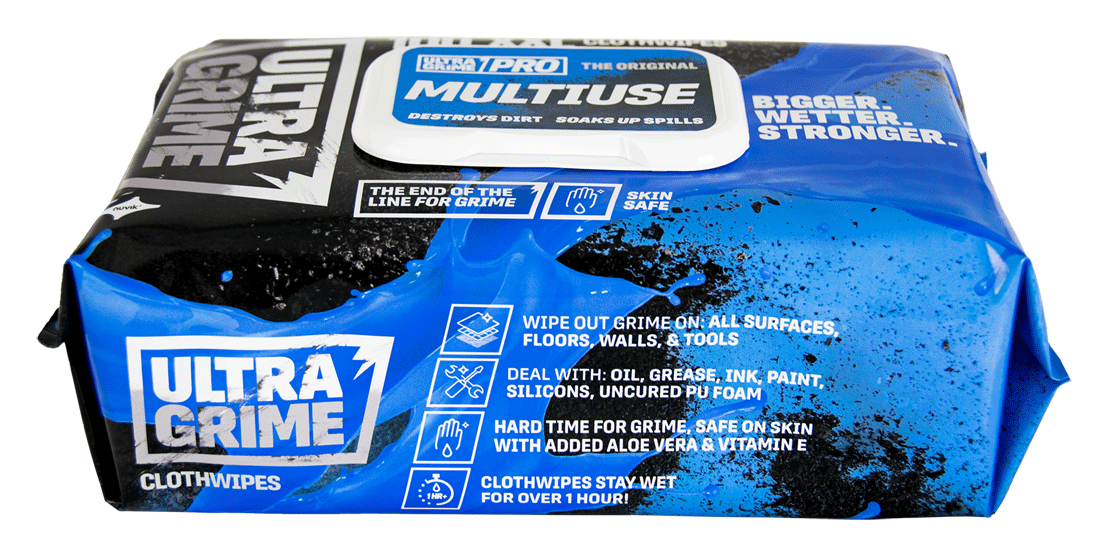 CLOTHWIPES
ULTRA
GRIME
ULTRA
GRIME
PRO
THE ORIGINAL
MULTIUSE
DESTROYS DIRT SOAKS UP SPILLS
BIGGER.
WETTER.
STRONGER.
THE END OF THE
LINE FOR GRIME
SKIN
SAFE
nuvik
WIPE OUT GRIME ON: ALL SURFACES,
FLOORS, WALLS, & TOOLS
DEAL WITH: OIL, GREASE, INK, PAINT,
SILICONS, UNCURED PU FOAM
HARD TIME FOR GRIME, SAFE ON SKIN
WITH ADDED ALOE VERA & VITAMIN E
1HR+
CLOTHWIPES STAY WET
FOR OVER 1 HOUR!
ULTRA
GRIME
CLOTHWIPES